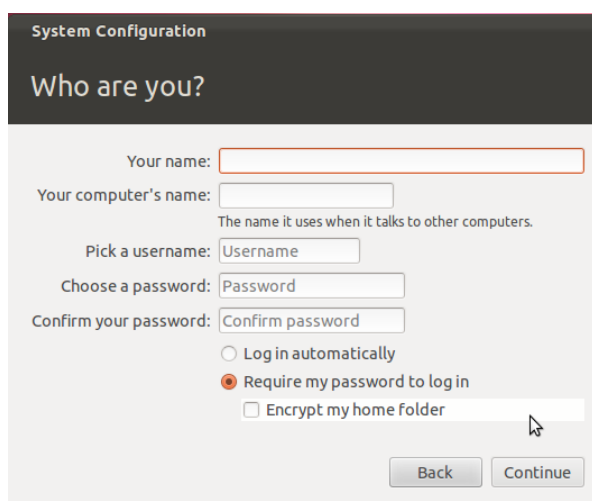 System Configuration
Who are you?
Your name:
Your computer's name:
The name it uses when it talks to other computers.
Pick a username: Username
Choose a password: Password
Confirm your password: Confirm password
Log in automatically
Require my password to log in
Encrypt my home folder
Back Continue